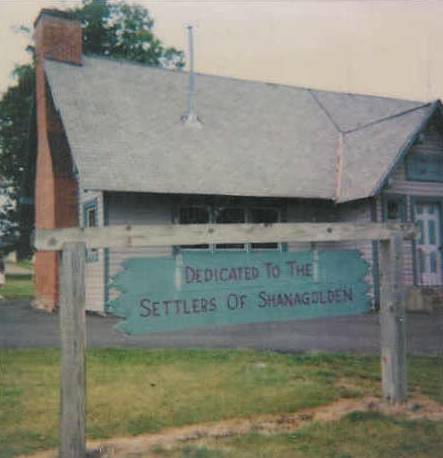 DEDICATED TO THE
SETTLERS OF SHANAGOLDEN